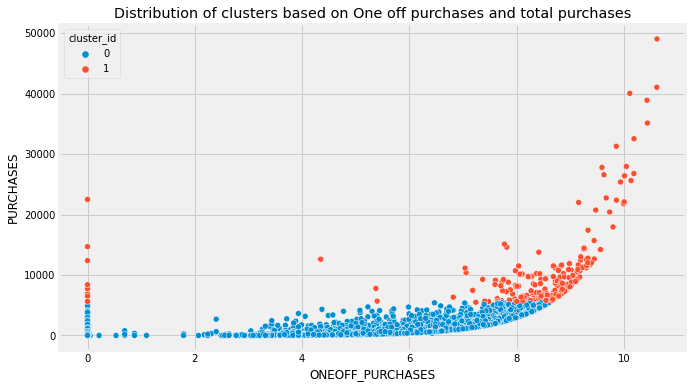 Distribution of clusters based on One off purchases and total purchases
cluster_id
0
1
50000
40000
30000
20000
10000
0
PURCHASES
0 2 4 6 8 10
ONEOFF_PURCHASES